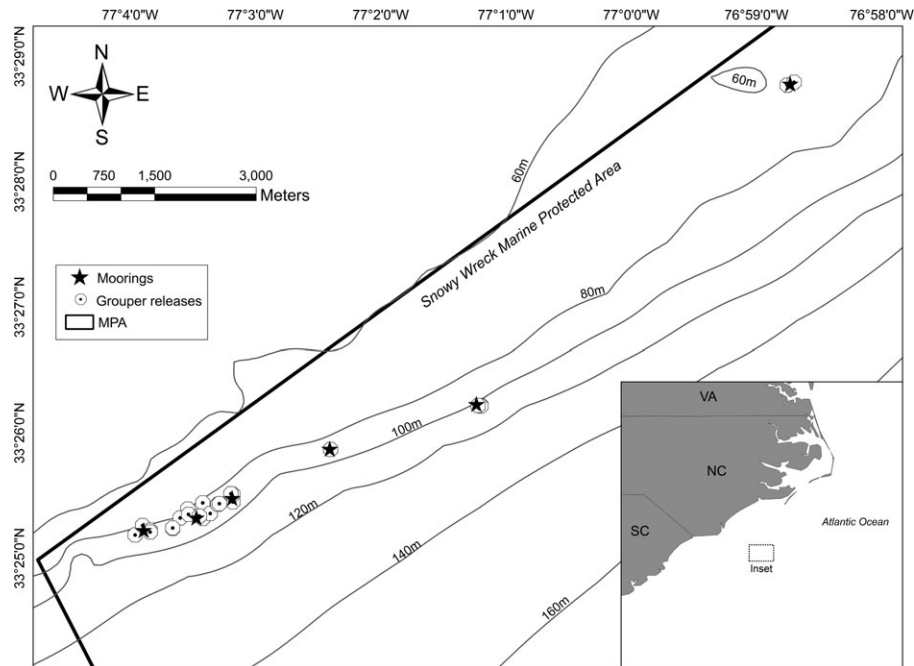 77°4'0"W 77°3'0"W 77°2'0"W 77°1'0"W 77°0'0"W 76°59'0"W 76°58'0"W
33°29'0"N
33°28'0"N
33°27'0"N
33°26'0"N
33°25'0"N
N
W E
S
0 750 1,500 3,000
Meters
Moorings
Grouper releases
MPA
60m
60m
Snowy Wreck Marine Protected Area
80m
100m
120m
140m
160m
VA
NC
SC
Atlantic Ocean
Inset